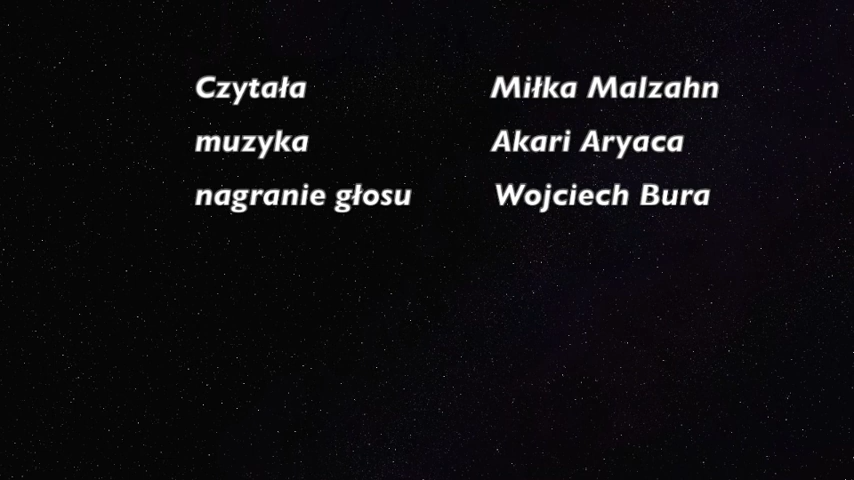 Czytała Miłka Malzahn
muzyka Akari Aryaca
nagranie głosu Wojciech Bura